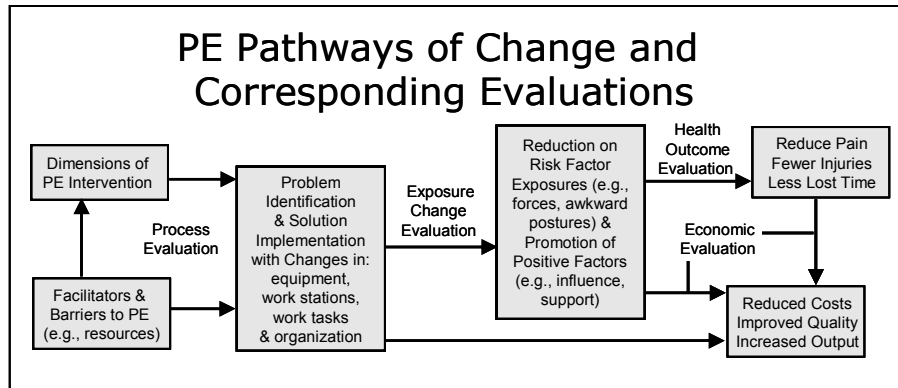 PE Pathways of Change and
Corresponding Evaluations
Dimensions of
PE Intervention
Process
Evaluation
Facilitators &
Barriers to PE
(e.g., resources)
Problem
Identification
& Solution
Implementation
with Changes in:
equipment,
work stations,
work tasks
& organization
Exposure
Change
Evaluation
Reduction on
Risk Factor
Exposures (e.g.,
forces, awkward
postures) &
Promotion of
Positive Factors
(e.g., influence,
support)
Health
Outcome
Evaluation
Economic
Evaluation
Reduce Pain
Fewer Injuries
Less Lost Time
Reduced Costs
Improved Quality
Increased Output